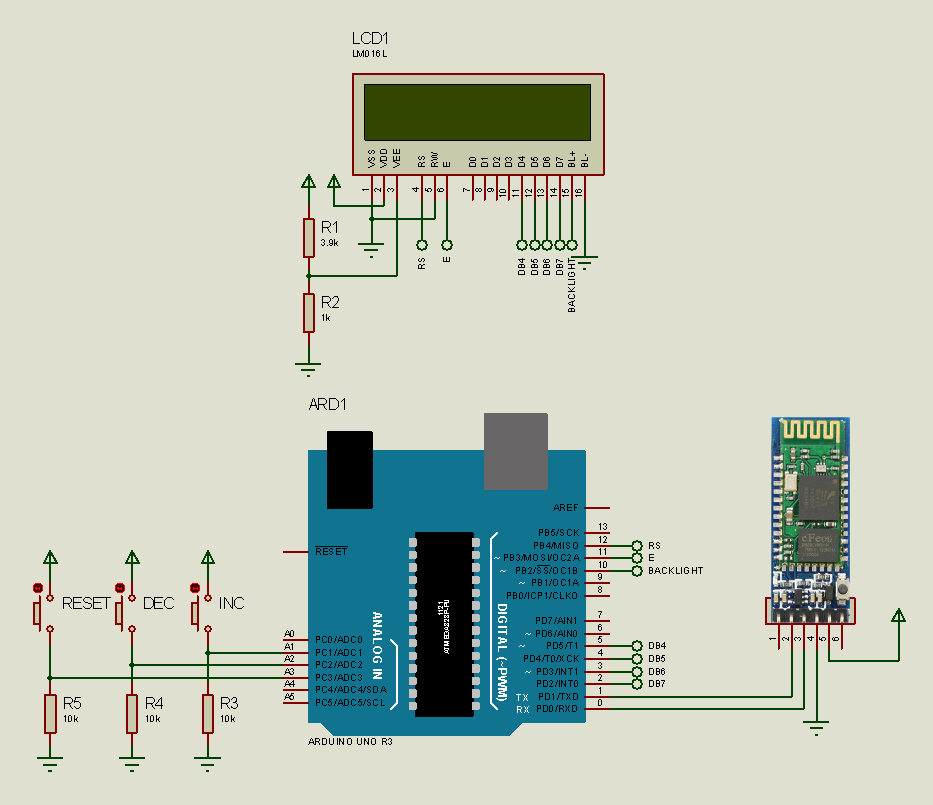 LCD1
LM016L
VSS
VDD
VEE
RS
RW
E
D0
D1
D2
D3
D4
D5
D6
D7
BL+
BL-
1
2
3
4
5
6
7
8
9
10
11
12
13
14
15
16
R1
3.9k
RS
E
DB4
DB5
DB6
DB7
BACKLIGHT
R2
1k
ARD1
AREF
RESET
PB5/SCK 13
PB4/MISO 12 RS
~ PB3/MOSI/OC2A 11 E
~ PB2/SS/OC1B 10 BACKLIGHT
~ PB1/OC1A 9
PB0/ICP1/CLKO 8
PD7/AIN1 7
~ PD6/AIN0 6
~ PD5/T1 5 DB4
PD4/T0/XCK 4 DB5
~ PD3/INT1 3 DB6
PD2/INT0 2 DB7
TX PD1/TXD 1
RX PD0/RXD 0
DIGITAL (~PWM)
ANALOG IN
1121
RESET
DEC
INC
A0 PC0/ADC0
A1 PC1/ADC1
A2 PC2/ADC2
A3 PC3/ADC3
A4 PC4/ADC4/SDA
A5 PC5/ADC5/SCL
R5
10k
R4
10k
R3
10k
ARDUINO UNO R3
cFeon
1
2
3
4
5
6